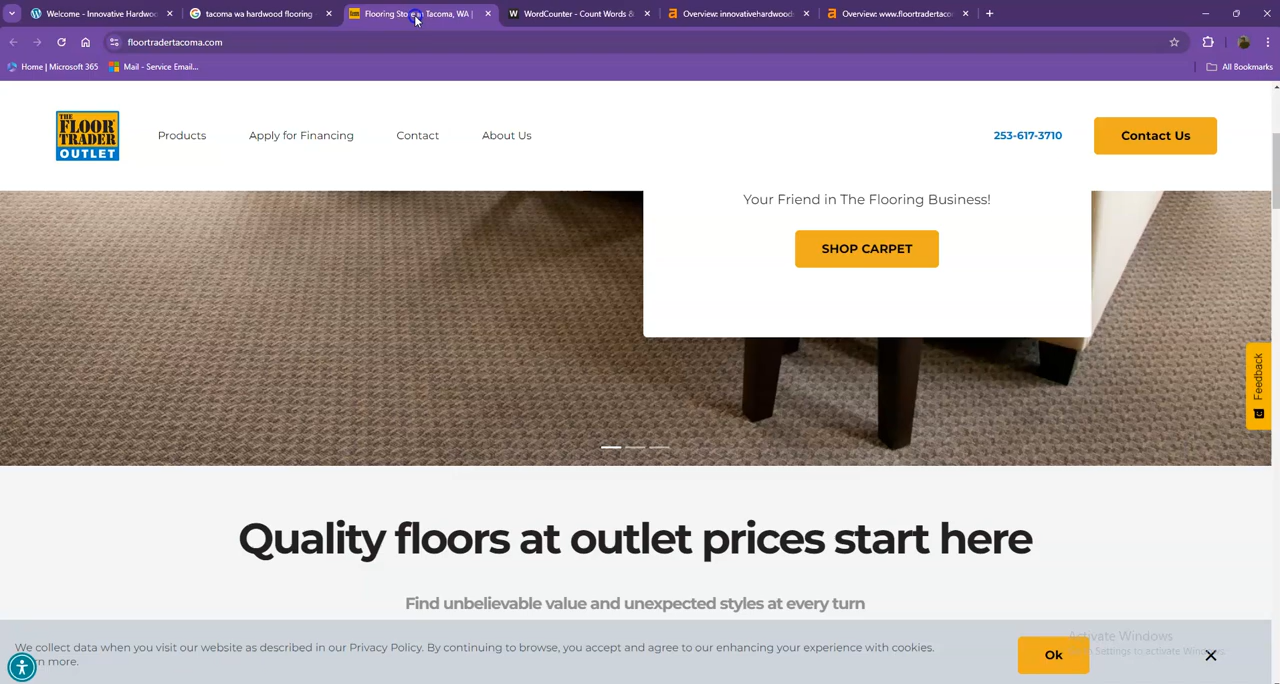 Welcome - Innovative Hardwoo
tacoma wa hardwood flooring
Flooring Sto Tacoma, WA |
WordCounter - Count Words &
Overview: innovativehardwoods
Overview: www.floortradertaco
floortradertacoma.com
Home | Microsoft 365
Mail - Service Email...
All Bookmarks
THE FLOOR TRADER OUTLET
Products
Apply for Financing
Contact
About Us
253-617-3710
Contact Us
Your Friend in The Flooring Business!
SHOP CARPET
Feedback
Quality floors at outlet prices start here
Find unbelievable value and unexpected styles at every turn
We collect data when you visit our website as described in our Privacy Policy. By continuing to browse, you accept and agree to our enhancing your experience with cookies.
n more.
Ok
Activate Windows
Settings to activate Windows.